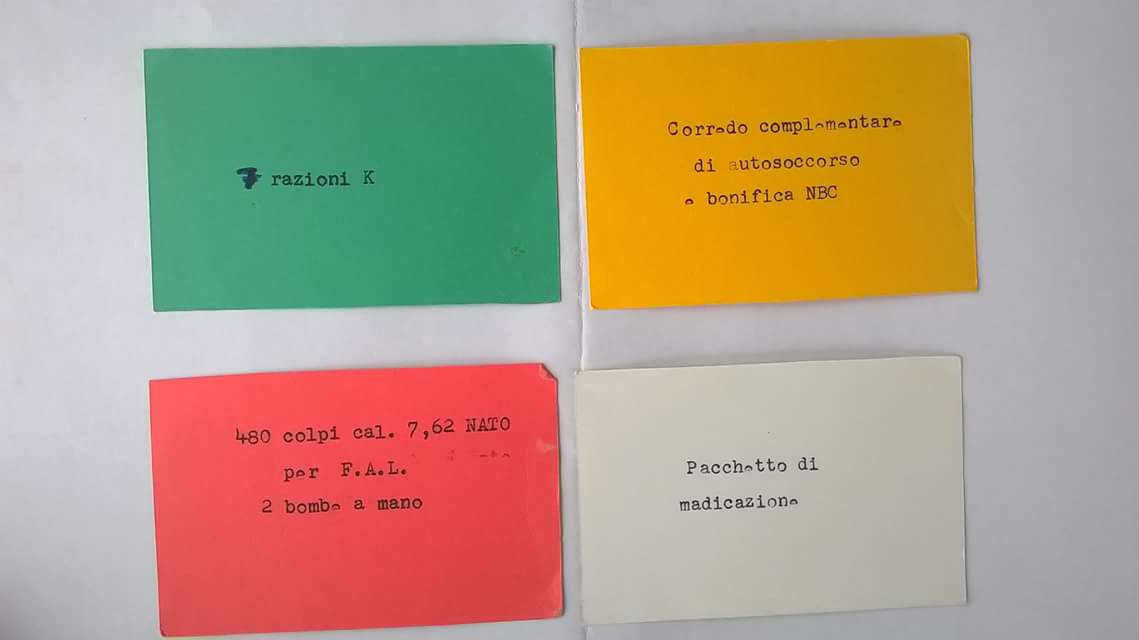 7 razioni K
Corredo complementare
di autosoccorso
e bonifica NBC
480 colpi cal. 7,62 NATO
per F.A.L.
2 bombe a mano
Pacchetto di
madicazione